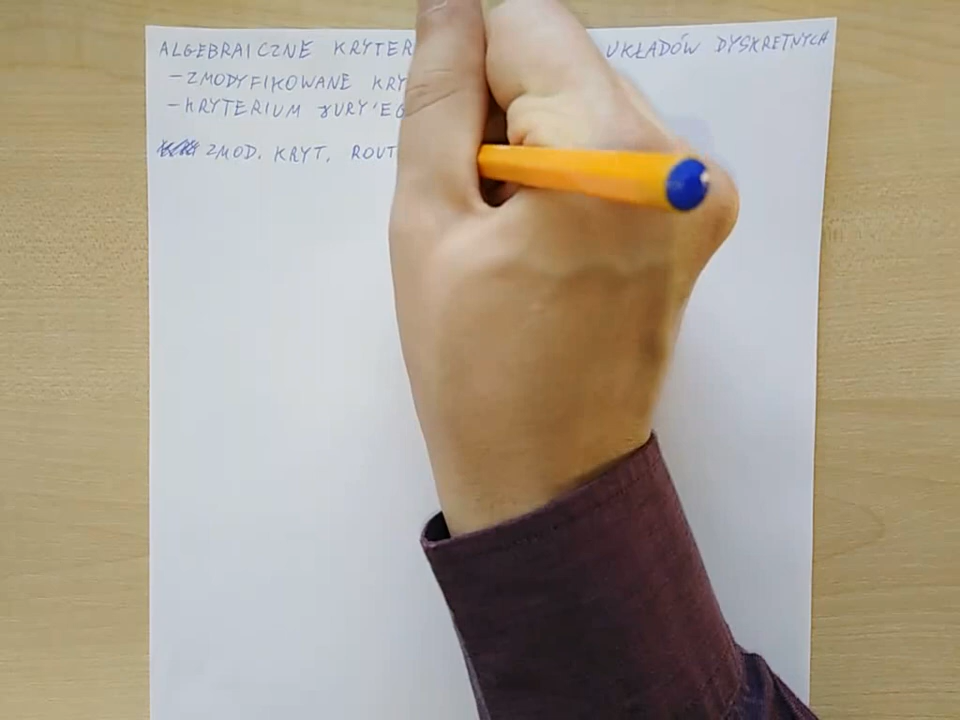 ALGEBRAICZNE KRYTER UKŁADÓW DYSKRETNYCH
- ZMODYFIKOWANE KRY
- KRYTERIUM JURY'EG
ZMOD. KRYT. ROUT